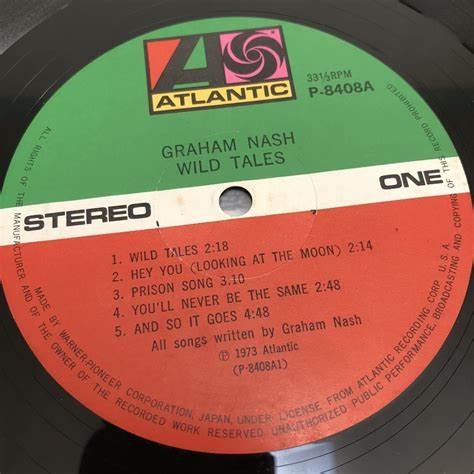 ATLANTIC
33⅓RPM
P-8408A
GRAHAM NASH
WILD TALES
STEREO
ONE
1. WILD TALES 2:18
2. HEY YOU (LOOKING AT THE MOON) 2:14
3. PRISON SONG 3.10
4. YOU'LL NEVER BE THE SAME 2:48
5. AND SO IT GOES 4:48
All songs written by Graham Nash
Ⓟ 1973 Atlantic
(P-8408A1)
ALL RIGHTS OF THE MANUFACTURER AND OF THE OWNER OF THE RECORDED WORK RESERVED UNAUTHORIZED PUBLIC PERFORMANCE, BROADCASTING AND COPYING OF THIS RECORD PROHIBITED
MADE BY WARNER-PIONEER CORPORATION, JAPAN, UNDER LICENSE FROM ATLANTIC RECORDING CORP. U.S.A.